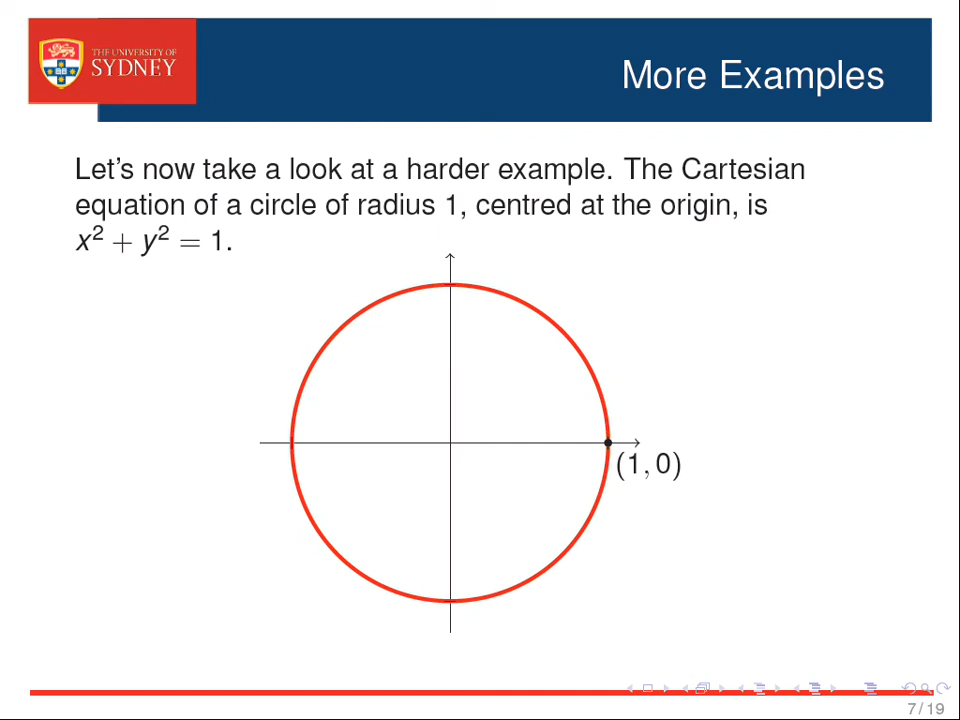 THE UNIVERSITY OF
SYDNEY
More Examples
Let's now take a look at a harder example. The Cartesian
equation of a circle of radius 1, centred at the origin, is
x² + y² = 1.
(1, 0)
7 / 19